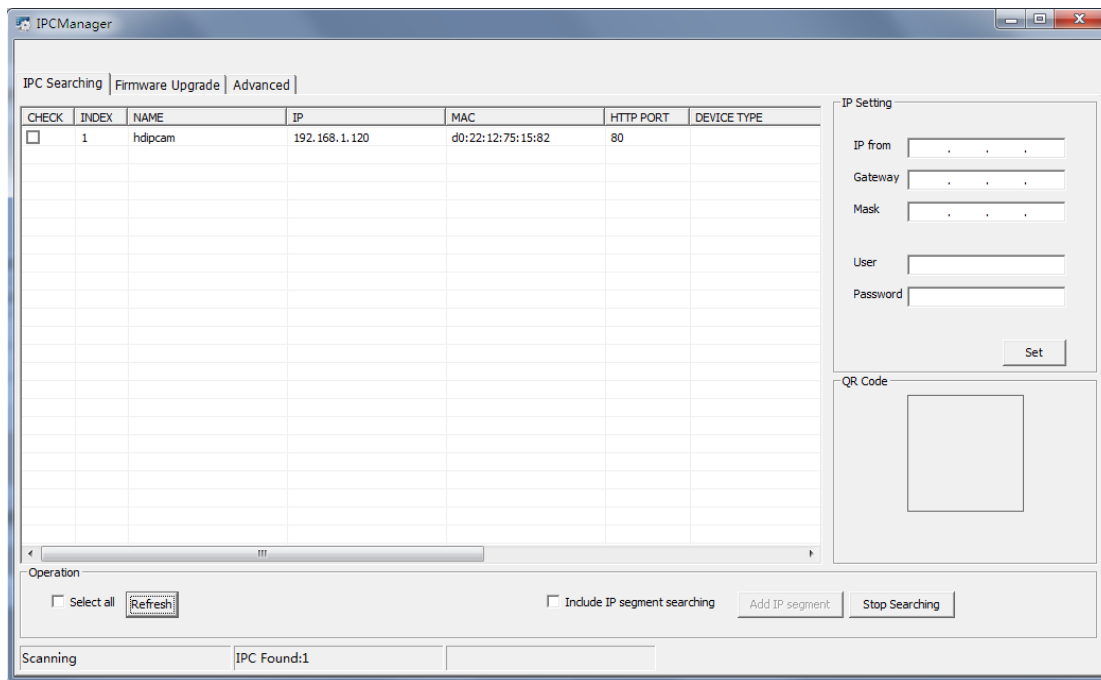 IPCManager
IPC Searching Firmware Upgrade Advanced
CHECK INDEX NAME IP MAC HTTP PORT DEVICE TYPE
1 hdipcam 192.168.1.120 d0:22:12:75:15:82 80
IP Setting
IP from . . .
Gateway . . .
Mask . . .
User
Password
Set
QR Code
Operation
Select all Refresh Include IP segment searching Add IP segment Stop Searching
Scanning IPC Found:1